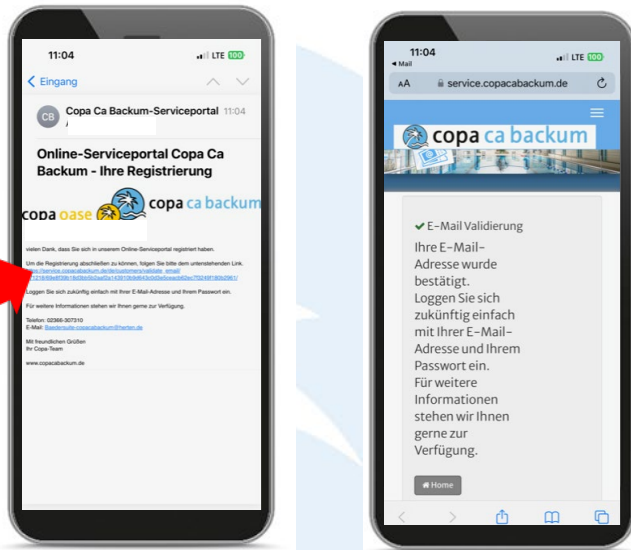 11:04
LTE 100
Eingang
CB
Copa Ca Backum-Serviceportal 11:04
Online-Serviceportal Copa Ca
Backum - Ihre Registrierung
copa oase
copa ca backum
vielen Dank, dass Sie sich in unserem Online-Serviceportal registriert haben.
Um die Registrierung abschließen zu können, folgen Sie bitte dem untenstehenden Link.
Loggen Sie sich zukünftig einfach mit Ihrer E-Mail-Adresse und Ihrem Passwort ein.
Für weitere Informationen stehen wir Ihnen gerne zur Verfügung.
Telefon: 02366-307310
E-Mail:
Mit freundlichen Grüßen
Ihr Copa-Team
www.copacabackum.de
11:04
LTE 100
Mail
AA
service.copacabackum.de
copa ca backum
E-Mail Validierung
Ihre E-Mail-
Adresse wurde
bestätigt.
Loggen Sie sich
zukünftig einfach
mit Ihrer E-Mail-
Adresse und Ihrem
Passwort ein.
Für weitere
Informationen
stehen wir Ihnen
gerne zur
Verfügung.
Home